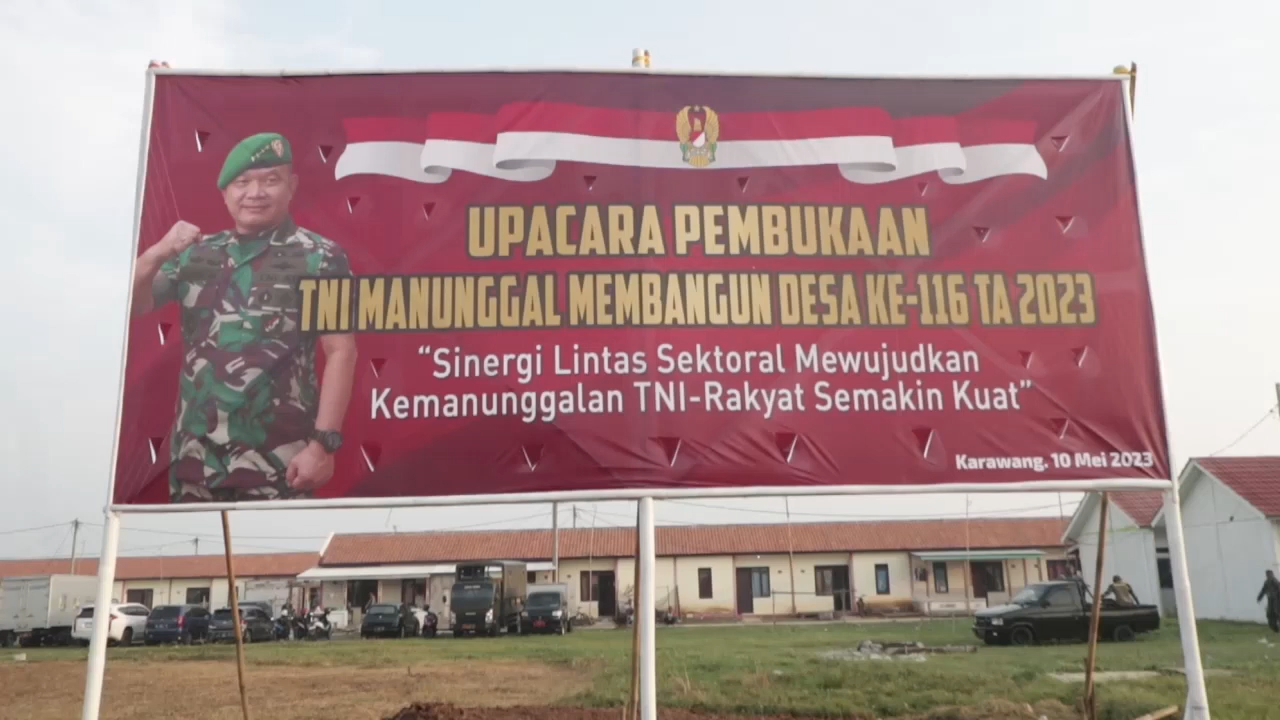 UPACARA PEMBUKAAN
TNI MANUNGGAL MEMBANGUN DESA KE-116 TA 2023
“Sinergi Lintas Sektoral Mewujudkan
Kemanunggalan TNI-Rakyat Semakin Kuat”
Karawang. 10 Mei 2023